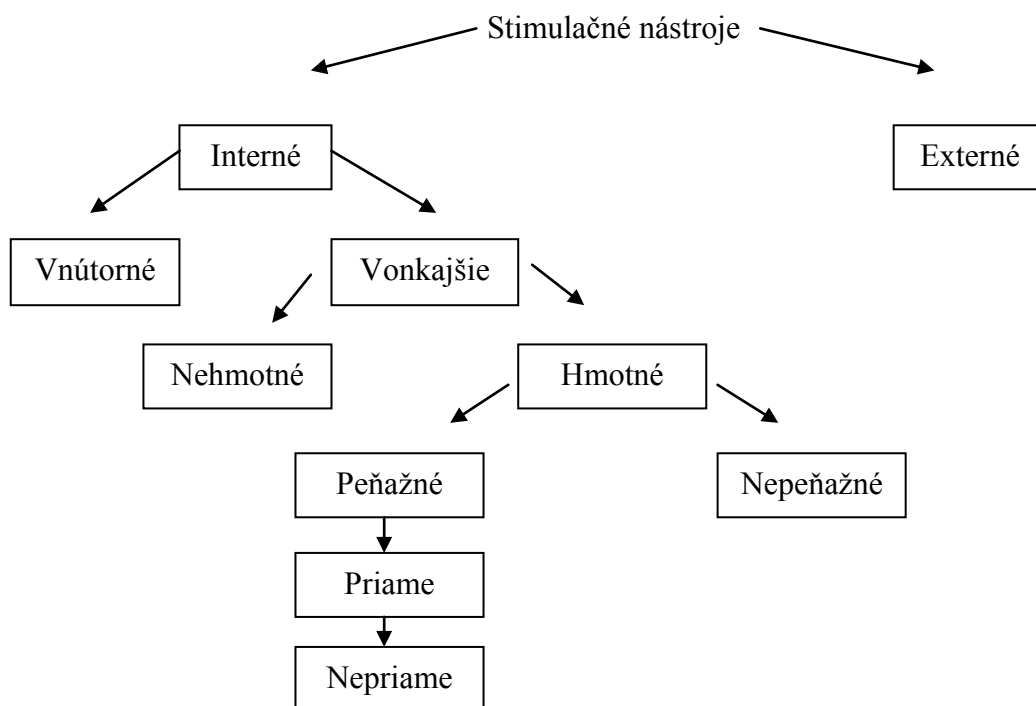 Stimulačné nástroje
Interné
Externé
Vnútorné
Vonkajšie
Nehmotné
Hmotné
Peňažné
Nepeňažné
Priame
Nepriame